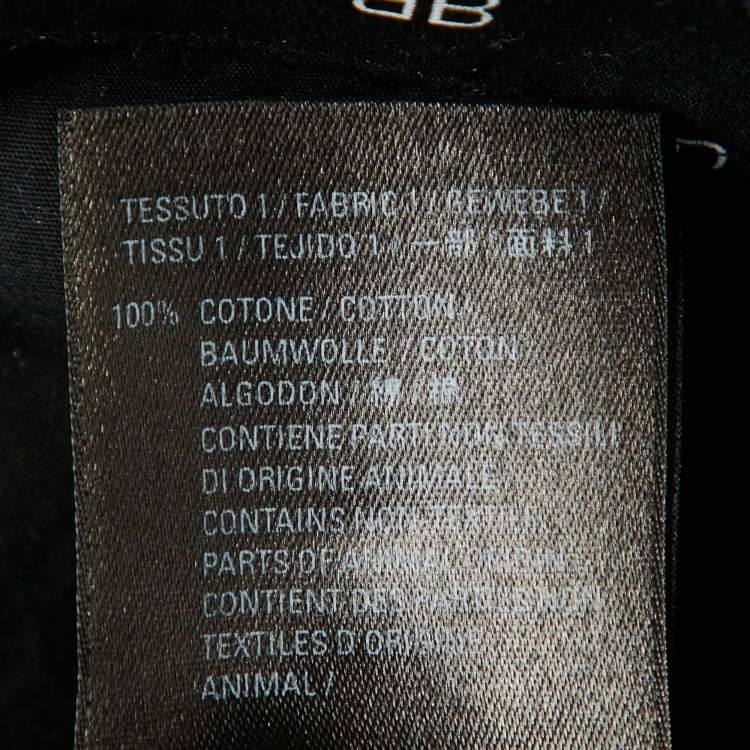 TESSUTO 1 / FABRIC 1 / GEWEBE 1 /
TISSU 1 / TEJIDO 1 / 一部 / 面料 1
100% COTONE / COTTON /
BAUMWOLLE / COTON /
ALGODON / 綿 / 棉
CONTIENE PARTI NON TESSILI
DI ORIGINE ANIMALE
CONTAINS NON-TEXTILE
PARTS OF ANIMAL ORIGIN
CONTIENT DES PARTIES NON
TEXTILES D'ORIGINE
ANIMAL /